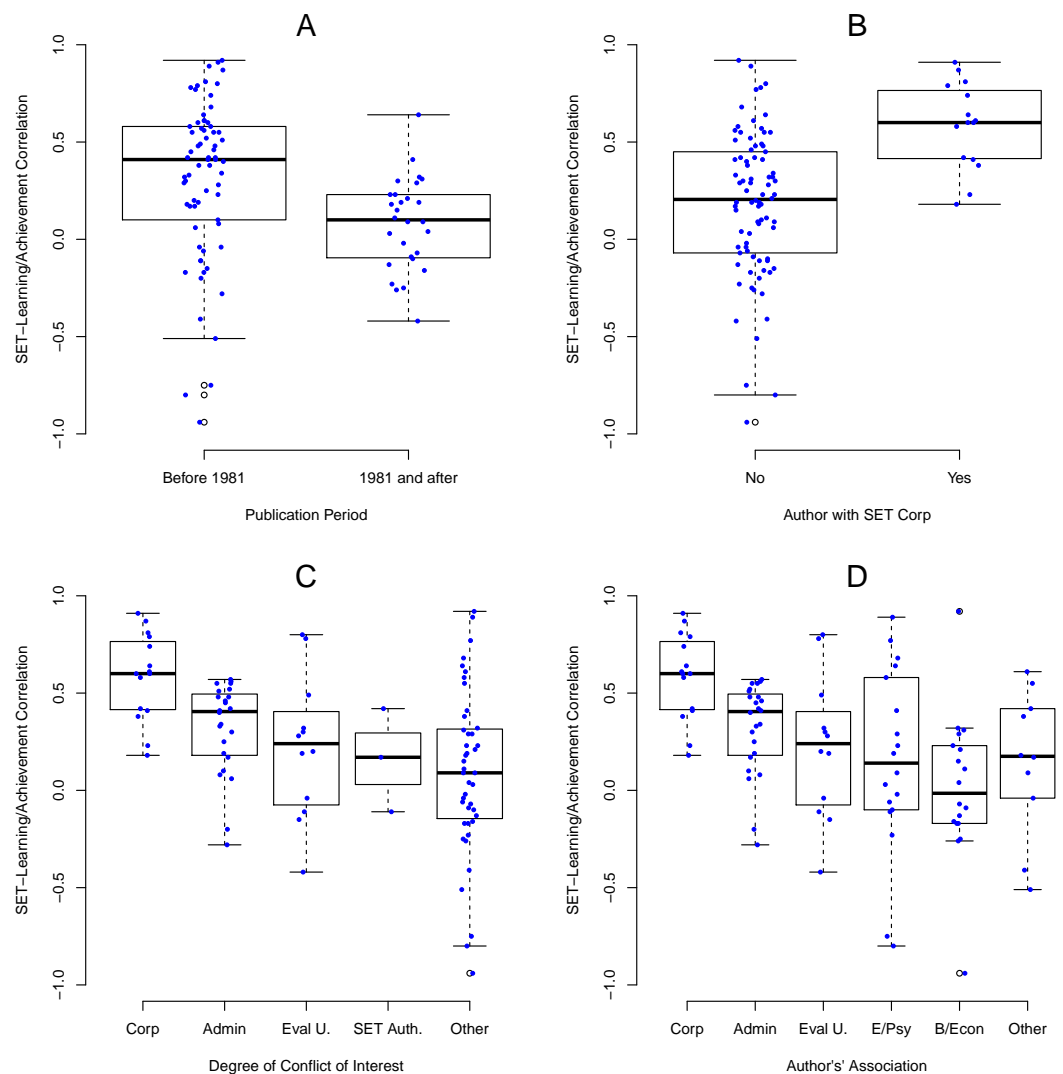 A
SET−Learning/Achievement Correlation
1.0
0.5
0.0
−0.5
−1.0
Before 1981
1981 and after
Publication Period
B
SET−Learning/Achievement Correlation
1.0
0.5
0.0
−0.5
−1.0
No
Yes
Author with SET Corp
C
SET−Learning/Achievement Correlation
1.0
0.5
0.0
−0.5
−1.0
Corp
Admin
Eval U.
SET Auth.
Other
Degree of Conflict of Interest
D
SET−Learning/Achievement Correlation
1.0
0.5
0.0
−0.5
−1.0
Corp
Admin
Eval U.
E/Psy
B/Econ
Other
Author's' Association